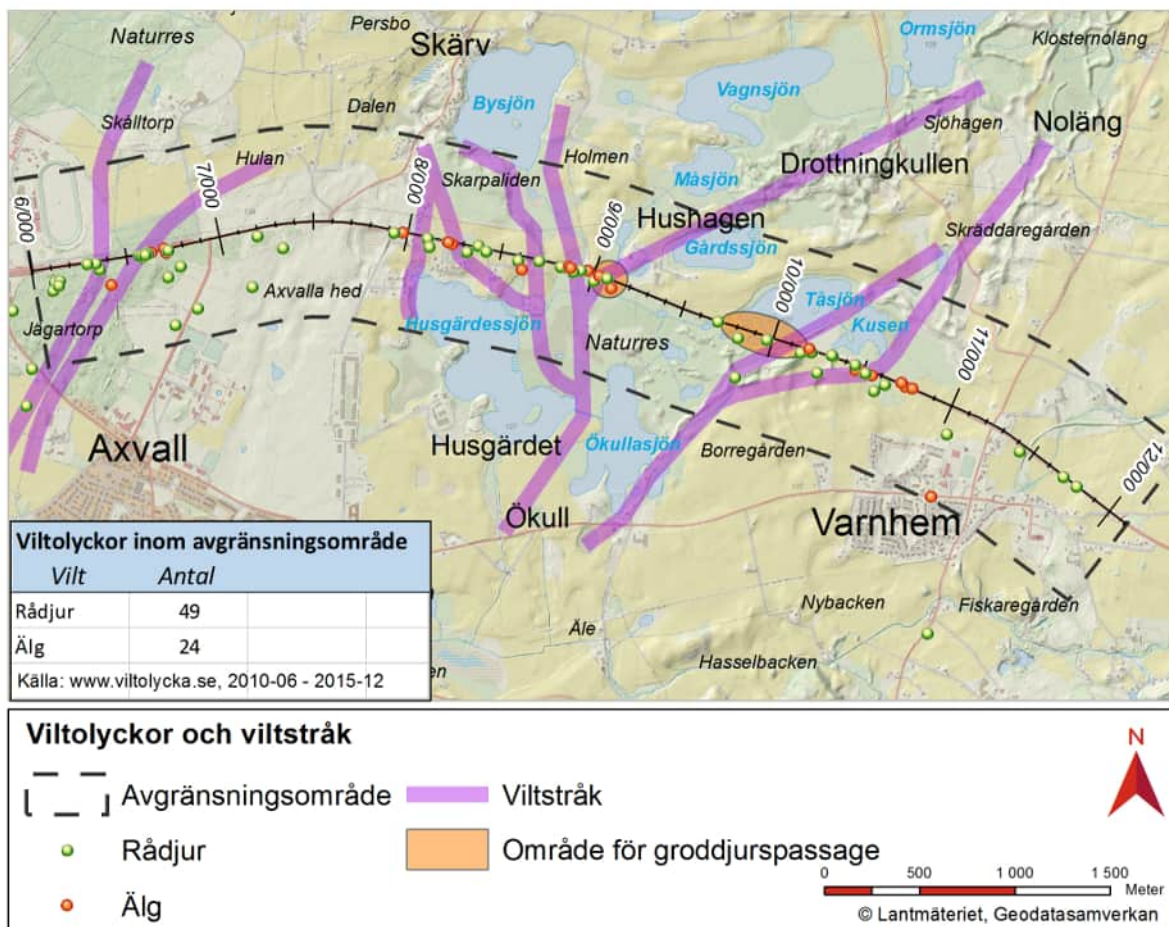 Persbo
Naturres
Skärv
Ormsjön
Klosternoläng
Bysjön
Vagnsjön
Dalen
Skalltorp
Sjöhagen
Noläng
Hulan
Holmen
Drottningkullen
7/000
8/000
Skarpaliden
Måsjön
6/000
9/000
Hushagen
Skräddaregården
Gårdssjön
Axvalla hed
10/000
Tåsjön
Jagartorp
Husgärdessjön
Naturres
Kusen
11/000
Axvall
Husgärdet
Ökullasjön
Borregården
12/000
Ökull
Varnhem
Viltolyckor inom avgränsningsområde
Vilt Antal
Rådjur 49
Älg 24
Källa: www.viltolycka.se, 2010-06 - 2015-12
Nybacken
Fiskaregården
Äle
Hasselbacken
Viltolyckor och viltstråk
N
Avgränsningsområde
Viltstråk
Rådjur
Område för groddjurspassage
Älg
0 500 1 000 1 500
Meter
© Lantmäteriet, Geodatasamverkan